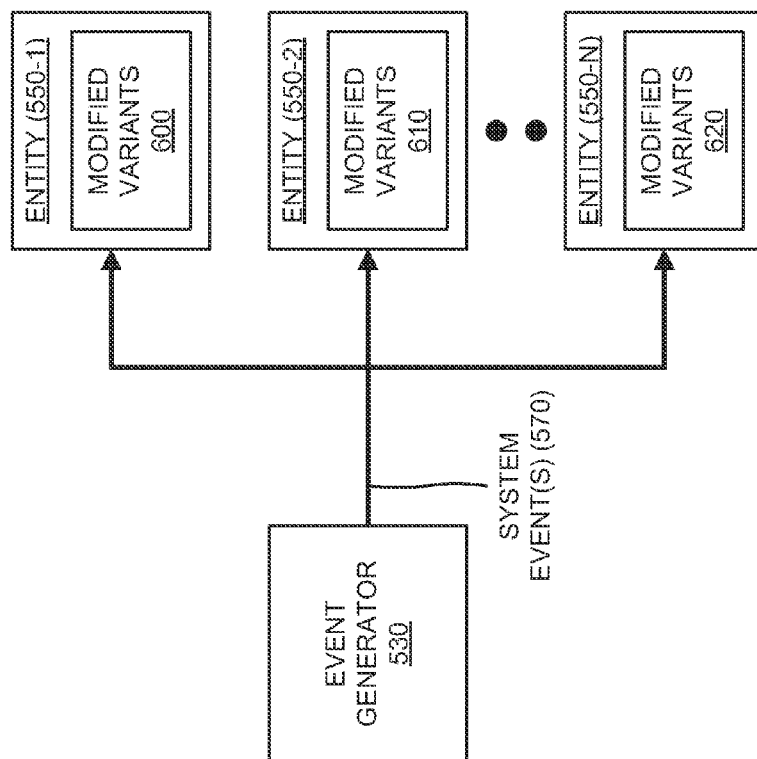 EVENT
GENERATOR
530
SYSTEM
EVENT(S) (570)
ENTITY (550-1)
MODIFIED
VARIANTS
600
ENTITY (550-2)
MODIFIED
VARIANTS
610
ENTITY (550-N)
MODIFIED
VARIANTS
620